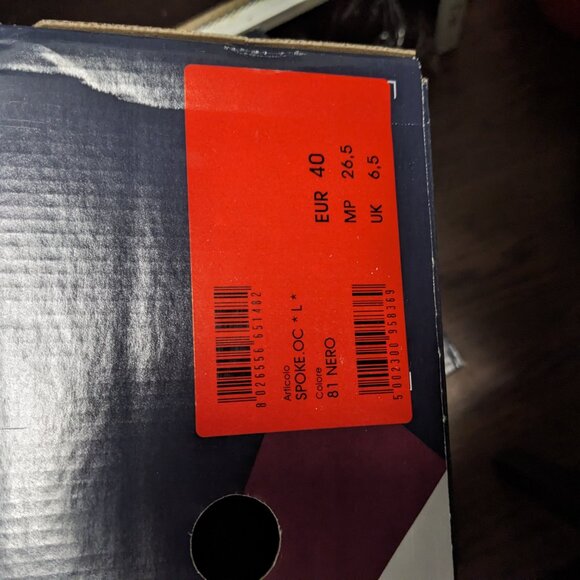 8 026556 651482
Articolo
SPOKE.OC * L *
Colore
81 NERO
EUR 40
MP 26,5
UK 6,5
5 002300 958369